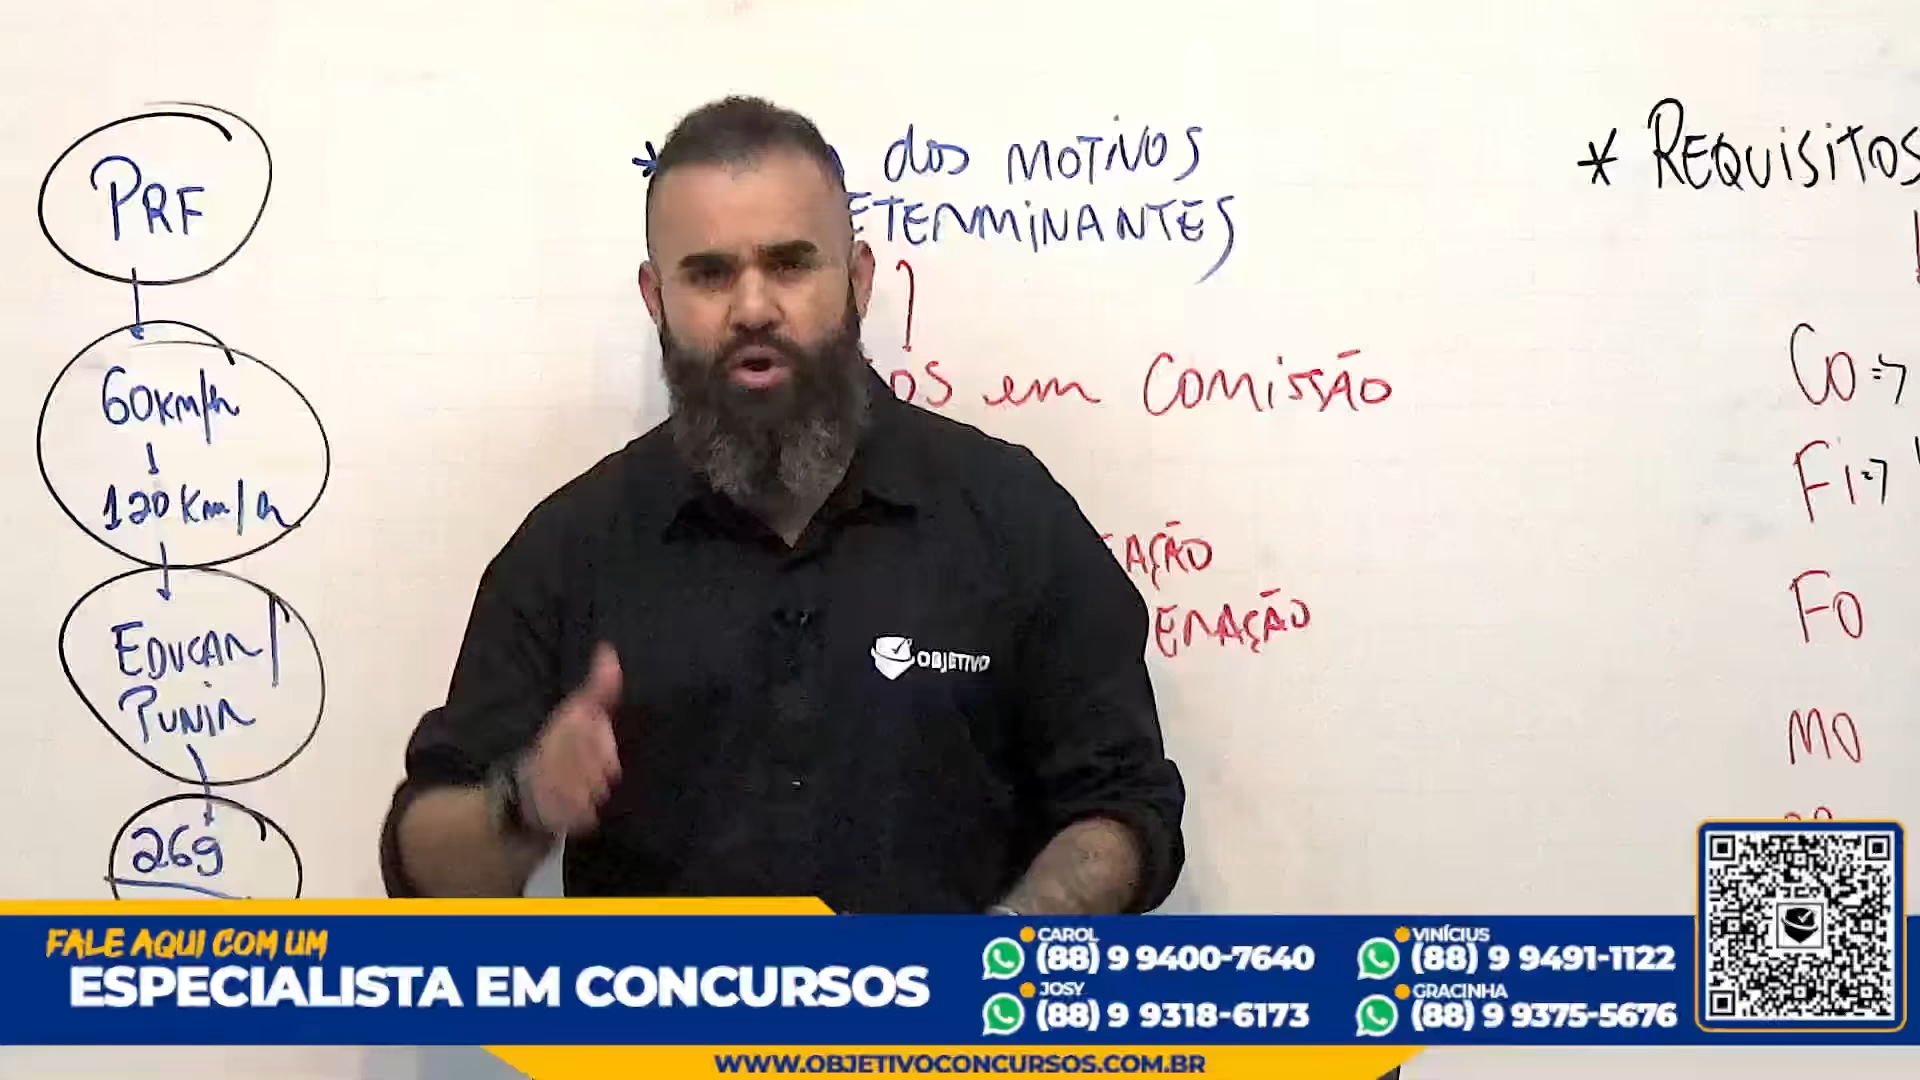 PRF
60km/h
120km/h
EDUCAR/
PUNIR
269
* dos MOTIVOS
ETERMINANTES
OS em COMISSÃO
AÇÃO
ERAÇÃO
* REQUISITOS
CO=>
FI=>
FO
MO
OBJETIVO
FALE AQUI COM UM
ESPECIALISTA EM CONCURSOS
CAROL
(88) 9 9400-7640
JOSY
(88) 9 9318-6173
VINÍCIUS
(88) 9 9491-1122
GRACINHA
(88) 9 9375-5676
WWW.OBJETIVOCONCURSOS.COM.BR